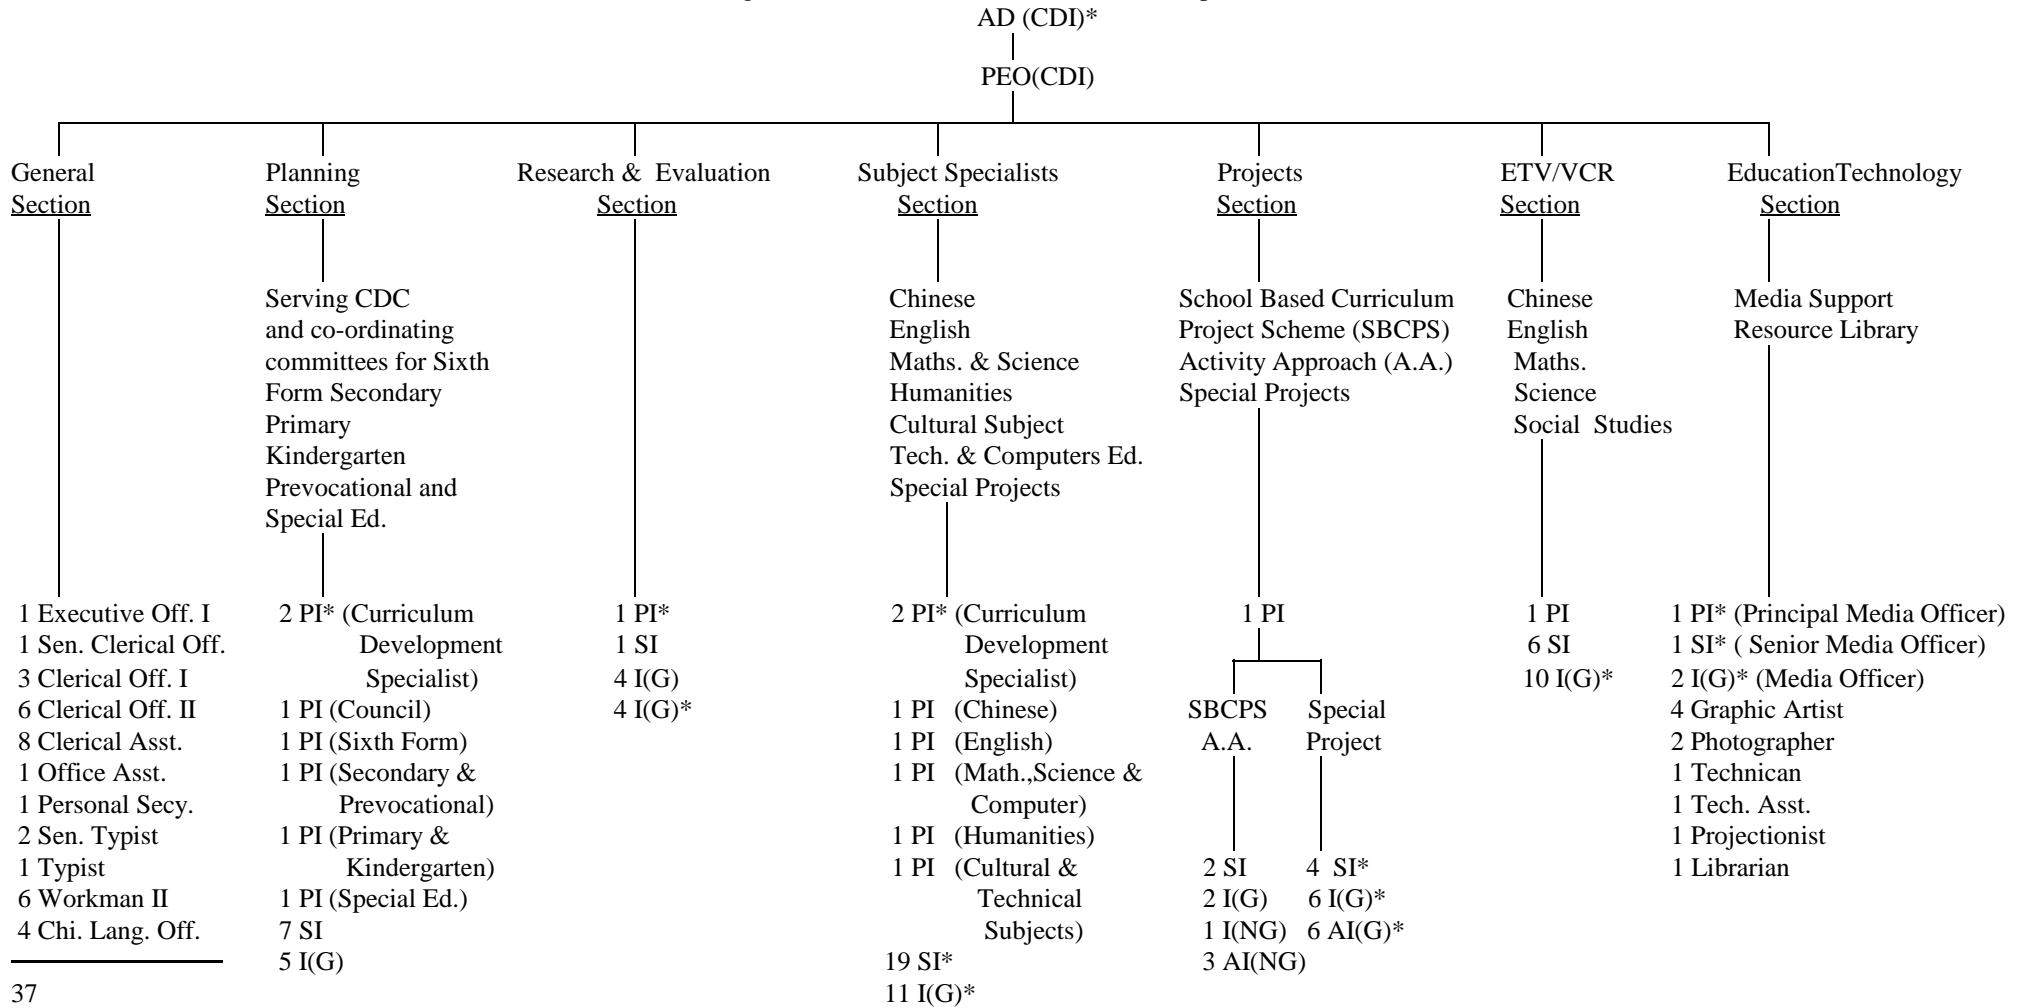 AD (CDI)*
PEO(CDI)
General
Section
Planning
Section
Research & Evaluation
Section
Subject Specialists
Section
Projects
Section
ETV/VCR
Section
EducationTechnology
Section
Serving CDC
and co-ordinating
committees for Sixth
Form Secondary
Primary
Kindergarten
Prevocational and
Special Ed.
Chinese
English
Maths. & Science
Humanities
Cultural Subject
Tech. & Computers Ed.
Special Projects
School Based Curriculum
Project Scheme (SBCPS)
Activity Approach (A.A.)
Special Projects
Chinese
English
Maths.
Science
Social Studies
Media Support
Resource Library
1 Executive Off. I
1 Sen. Clerical Off.
3 Clerical Off. I
6 Clerical Off. II
8 Clerical Asst.
1 Office Asst.
1 Personal Secy.
2 Sen. Typist
1 Typist
6 Workman II
4 Chi. Lang. Off.
37
2 PI* (Curriculum
Development
Specialist)
1 PI (Council)
1 PI (Sixth Form)
1 PI (Secondary &
Prevocational)
1 PI (Primary &
Kindergarten)
1 PI (Special Ed.)
7 SI
5 I(G)
1 PI*
1 SI
4 I(G)
4 I(G)*
2 PI* (Curriculum
Development
Specialist)
1 PI (Chinese)
1 PI (English)
1 PI (Math.,Science &
Computer)
1 PI (Humanities)
1 PI (Cultural &
Technical
Subjects)
19 SI*
11 I(G)*
1 PI
SBCPS
A.A.
2 SI
2 I(G)
1 I(NG)
3 AI(NG)
Special
Project
4 SI*
6 I(G)*
6 AI(G)*
1 PI
6 SI
10 I(G)*
1 PI* (Principal Media Officer)
1 SI* ( Senior Media Officer)
2 I(G)* (Media Officer)
4 Graphic Artist
2 Photographer
1 Technican
1 Tech. Asst.
1 Projectionist
1 Librarian